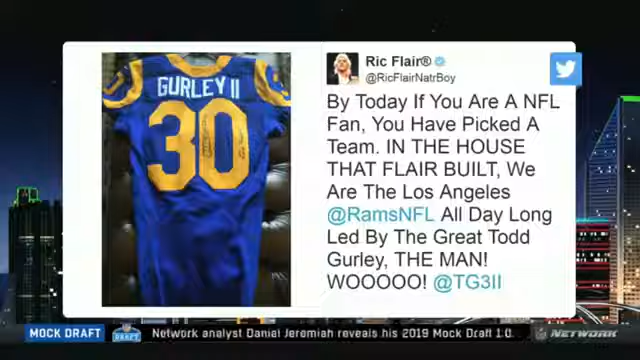 GURLEY II
30
Ric Flair®
@RicFlairNatrBoy
By Today If You Are A NFL
Fan, You Have Picked A
Team. IN THE HOUSE
THAT FLAIR BUILT, We
Are The Los Angeles
@RamsNFL All Day Long
Led By The Great Todd
Gurley, THE MAN!
WOOOOO! @TG3II
MOCK DRAFT
DRAFT
Network analyst Daniel Jeremiah reveals his 2019 Mock Draft 1.0.
NETWORK